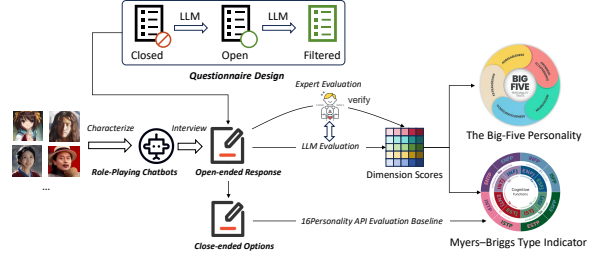 LLM
LLM
Closed
Open
Filtered
Questionnaire Design
Expert Evaluation
verify
Characterize
Interview
LLM Evaluation
Role-Playing Chatbots
Open-ended Response
Dimension Scores
...
BIG
FIVE
The Big-Five Personality
Cognitive
Functions
16Personality API Evaluation Baseline
Close-ended Options
Myers–Briggs Type Indicator